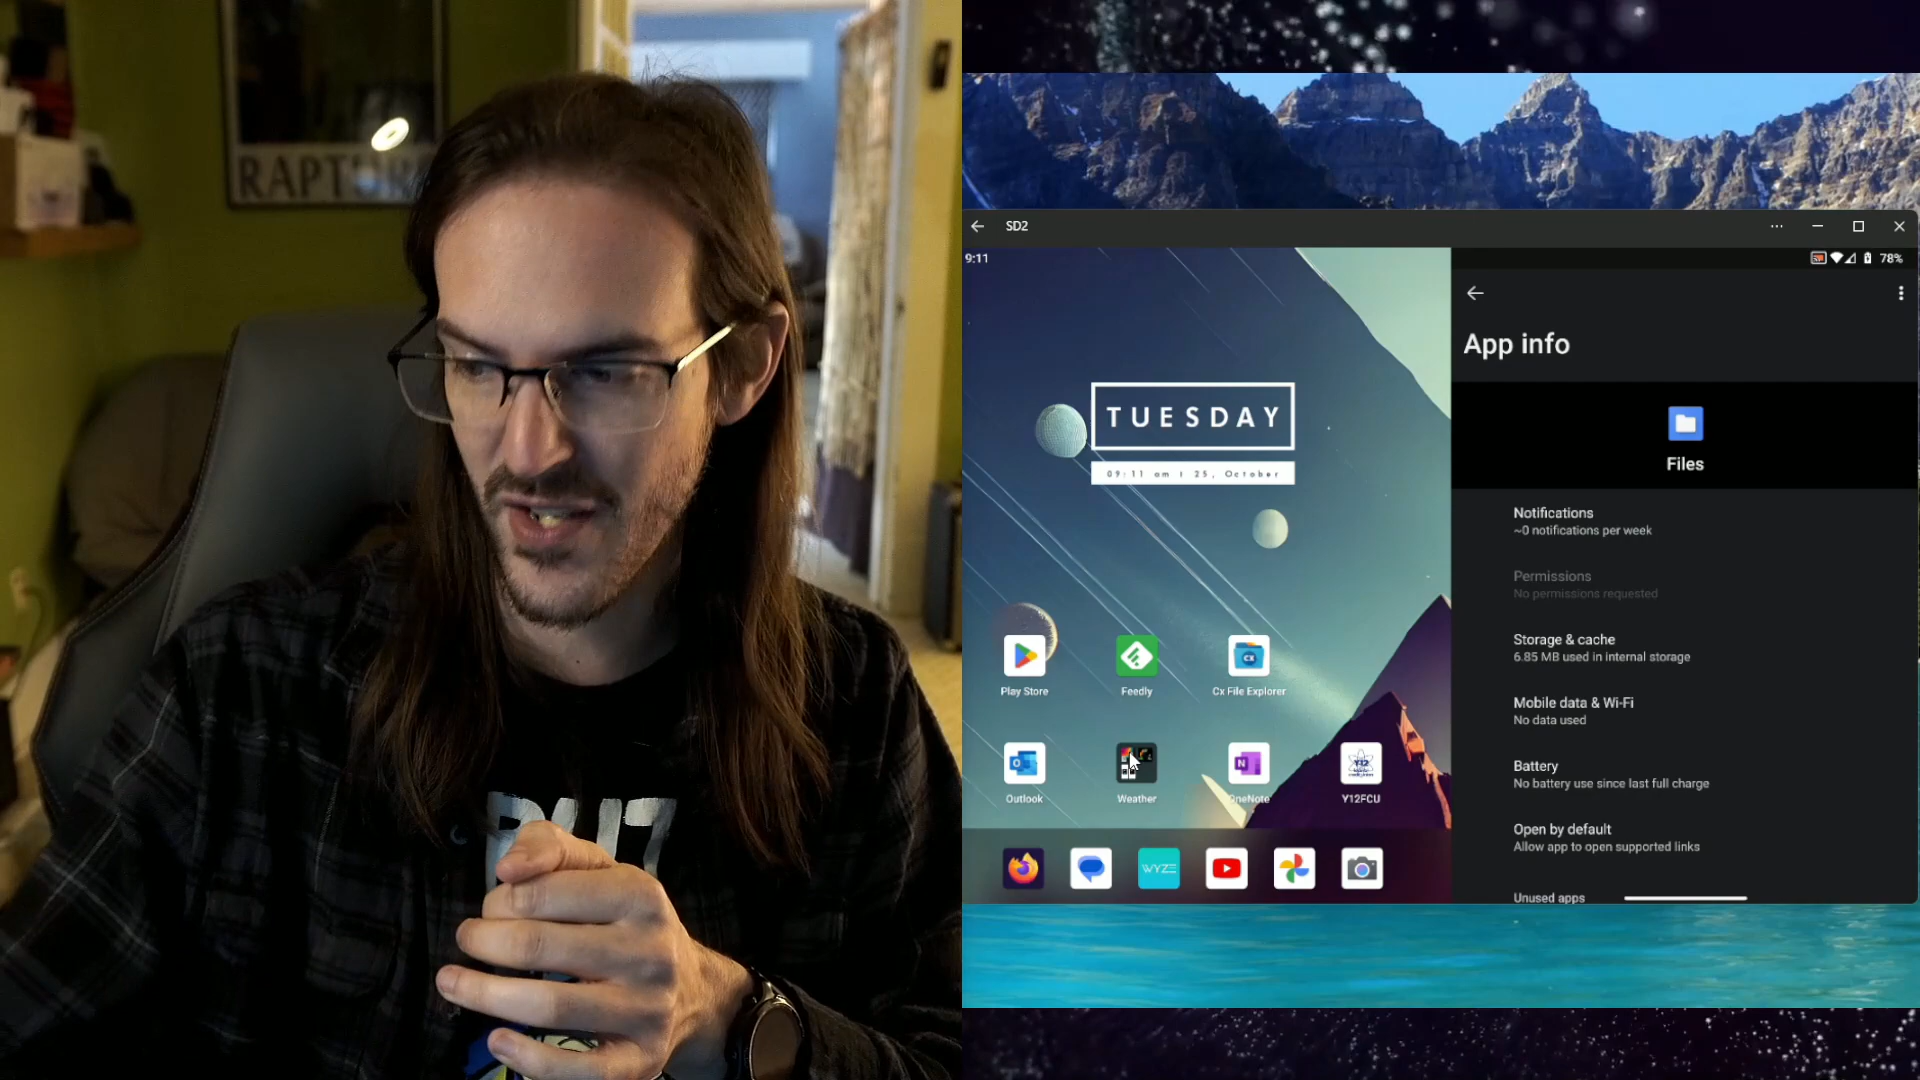 RAPTURE
SD2
9:11
78%
App info
TUESDAY
09:11 am | 25, October
Files
Notifications
~0 notifications per week
Permissions
No permissions requested
Storage & cache
6.85 MB used in internal storage
Mobile data & Wi-Fi
No data used
Battery
No battery use since last full charge
Open by default
Allow app to open supported links
Unused apps
Play Store
Feedly
CX
Cx File Explorer
O
N
Y-12
Outlook
Weather
OneNote
Y12FCU
WYZE